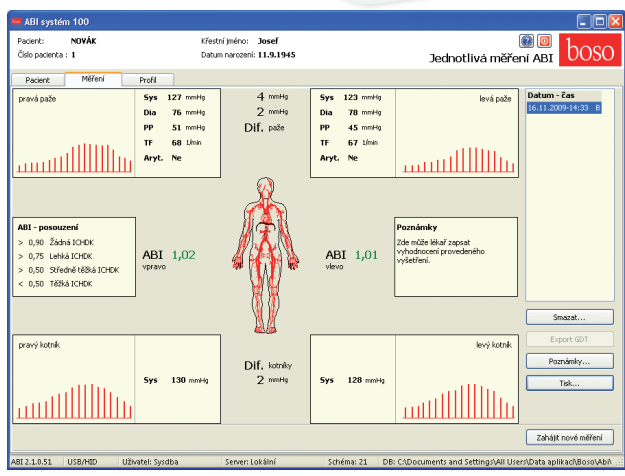 ABI systém 100
Pacient: NOVÁK
Křestní jméno: Josef
Číslo pacienta : 1
Datum narození: 11.9.1945
Jednotlivá měření ABI
boso
Pacient Měření Profil
pravá paže
Sys 127 mmHg
Dia 76 mmHg
PP 51 mmHg
TF 68 1/min
Aryt. Ne
4 mmHg
2 mmHg
Dif. paže
Sys 123 mmHg
Dia 78 mmHg
PP 45 mmHg
TF 67 1/min
Aryt. Ne
levá paže
Datum - čas
16.11.2009-14:33 B
ABI - posouzení
> 0,90 Žádná ICHDK
> 0,75 Lehká ICHDK
> 0,50 Středně těžká ICHDK
< 0,50 Těžká ICHDK
ABI 1,02
vpravo
ABI 1,01
vlevo
Poznámky
Zde může lékař zapsat
vyhodnocení provedeného
vyšetření.
pravý kotník
Sys 130 mmHg
Dif. kotníky
2 mmHg
Sys 128 mmHg
levý kotník
Smazat...
Export GDT
Poznámky...
Tisk...
Zahájit nové měření
ABI 2.1.0.51 USB/HID Uživatel: Sysdba Server: Lokální Schéma: 21 DB: C:\Documents and Settings\All Users\Data aplikací\Boso\Abi\